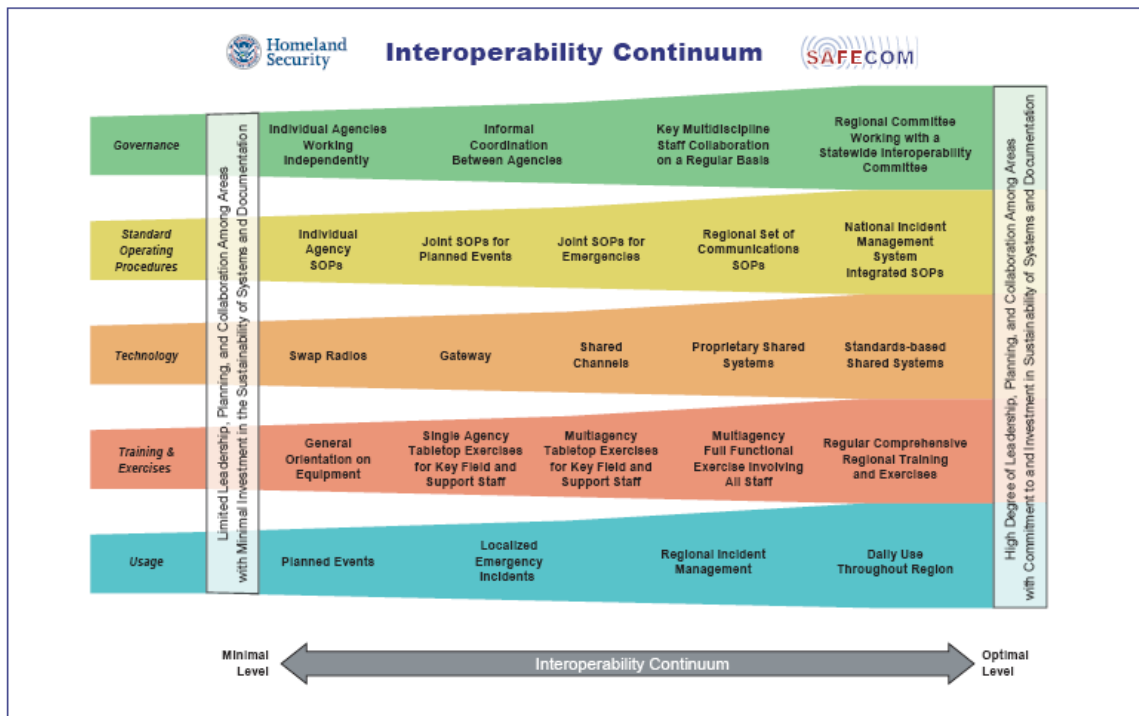 Homeland
Security
Interoperability Continuum
SAFECOM
Governance
Individual Agencies
Working
Independently
Informal
Coordination
Between Agencies
Key Multidiscipline
Staff Collaboration
on a Regular Basis
Regional Committee
Working with a
Statewide Interoperability
Committee
Standard
Operating
Procedures
Individual
Agency
SOPs
Joint SOPs for
Planned Events
Joint SOPs for
Emergencies
Regional Set of
Communications
SOPs
National Incident
Management
System
Integrated SOPs
Technology
Swap Radios
Gateway
Shared
Channels
Proprietary Shared
Systems
Standards-based
Shared Systems
Training &
Exercises
General
Orientation on
Equipment
Single Agency
Tabletop Exercises
for Key Field and
Support Staff
Multiagency
Tabletop Exercises
for Key Field and
Support Staff
Multiagency
Full Functional
Exercise Involving
All Staff
Regular Comprehensive
Regional Training
and Exercises
Usage
Planned Events
Localized
Emergency
Incidents
Regional Incident
Management
Daily Use
Throughout Region
Limited Leadership, Planning, and Collaboration Among Areas
with Minimal Investment in the Sustainability of Systems and Documentation
High Degree of Leadership, Planning, and Collaboration Among Areas
with Commitment to and Investment in Sustainability of Systems and Documentation
Minimal
Level
Interoperability Continuum
Optimal
Level